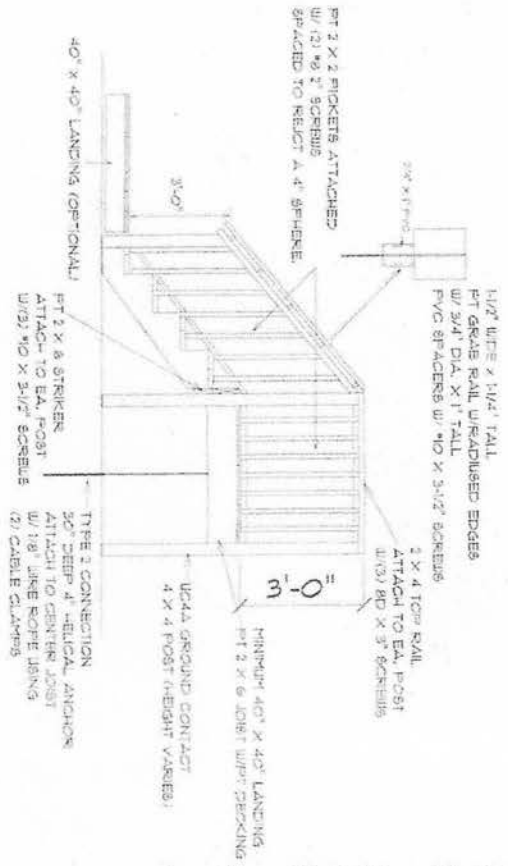 1-1/2" WIDE x 1-1/4" TALL
PT GRAB RAIL W/RADIUSED EDGES
W/ 3/4" DIA. X 1" TALL
PVC SPACERS W/ #10 X 3-1/2" SCREWS
3/4" X 1" PVC
PT 2 X 2 PICKETS ATTACHED
W/ (2) #8 2" SCREWS
SPACED TO REJECT A 4" SPHERE.
2 X 4 TOP RAIL
ATTACH TO EA. POST
W/(3) 8D X 3" SCREWS
3'-0"
3'-0"
MINIMUM 40" X 40" LANDING
PT 2 X 6 JOIST W/PT DECKING
UC4A GROUND CONTACT
4 X 4 POST (HEIGHT VARIES)
40" x 40" LANDING (OPTIONAL)
PT 2 X 8 STRIKER
ATTACH TO EA. POST
W/(3) #10 X 3-1/2" SCREWS
TYPE 2 CONNECTION
30" DEEP 4" HELICAL ANCHOR
ATTACH TO CENTER JOIST
W/ 1/8" WIRE ROPE USING
(2) CABLE CLAMPS